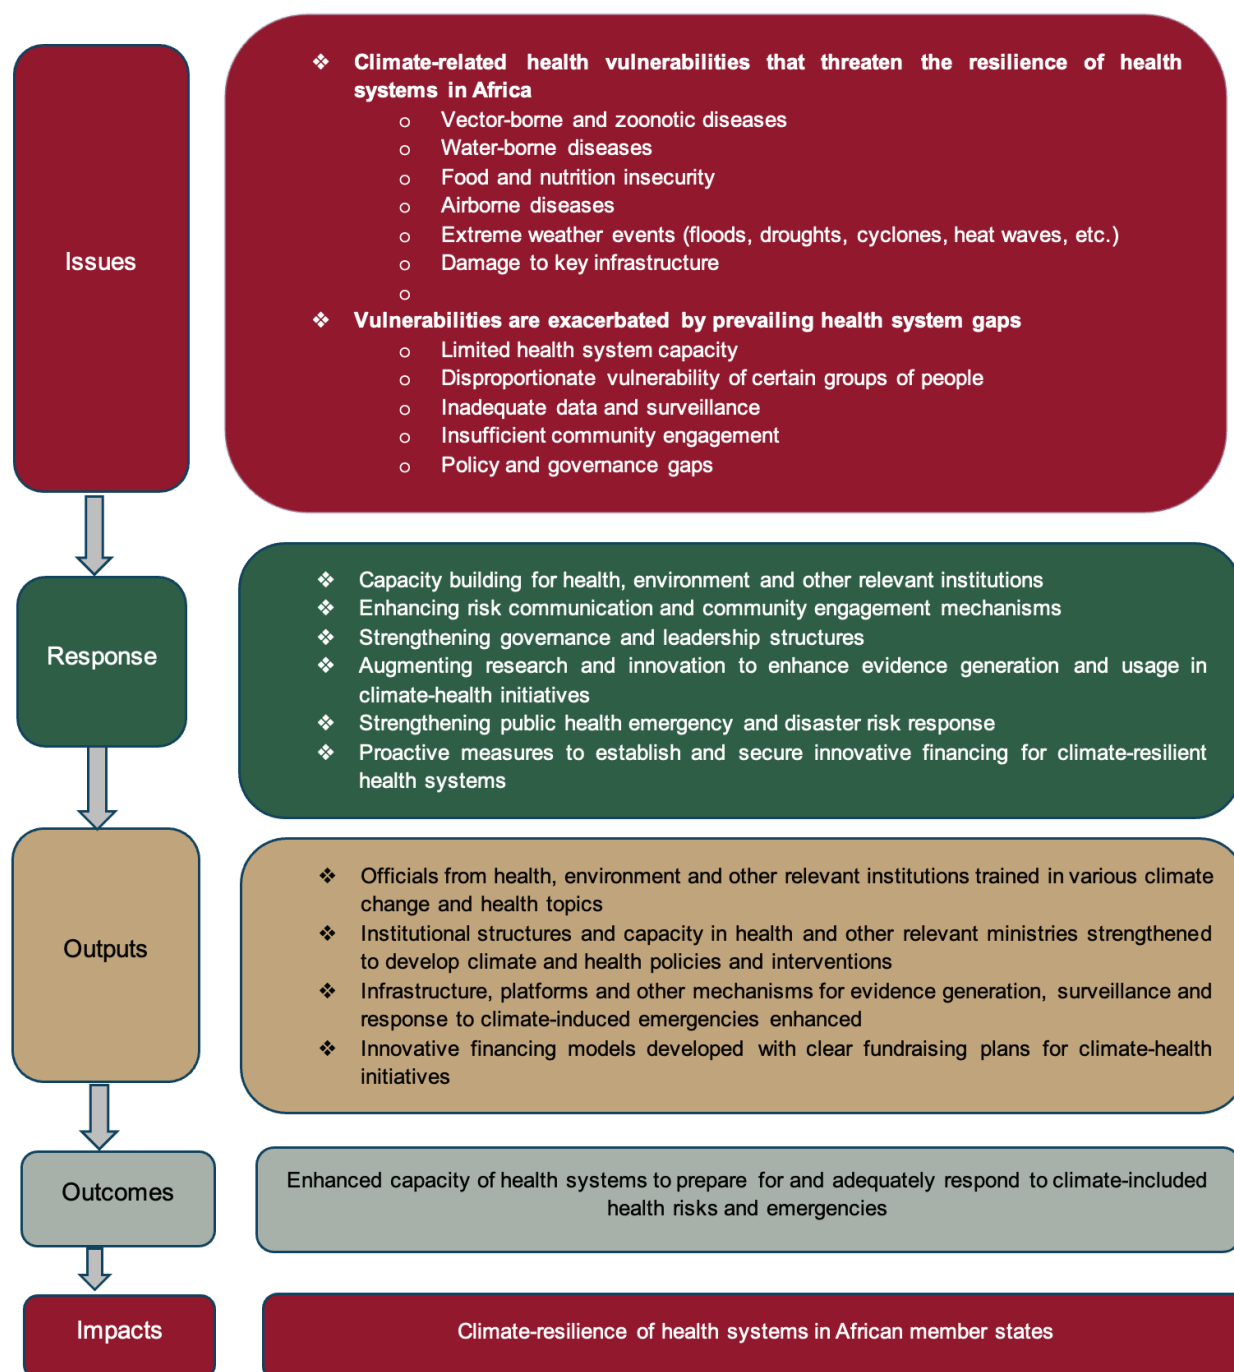 Issues
❖ Climate-related health vulnerabilities that threaten the resilience of health
systems in Africa
o Vector-borne and zoonotic diseases
o Water-borne diseases
o Food and nutrition insecurity
o Airborne diseases
o Extreme weather events (floods, droughts, cyclones, heat waves, etc.)
o Damage to key infrastructure
o
❖ Vulnerabilities are exacerbated by prevailing health system gaps
o Limited health system capacity
o Disproportionate vulnerability of certain groups of people
o Inadequate data and surveillance
o Insufficient community engagement
o Policy and governance gaps
Response
❖ Capacity building for health, environment and other relevant institutions
❖ Enhancing risk communication and community engagement mechanisms
❖ Strengthening governance and leadership structures
❖ Augmenting research and innovation to enhance evidence generation and usage in
climate-health initiatives
❖ Strengthening public health emergency and disaster risk response
❖ Proactive measures to establish and secure innovative financing for climate-resilient
health systems
Outputs
❖ Officials from health, environment and other relevant institutions trained in various climate
change and health topics
❖ Institutional structures and capacity in health and other relevant ministries strengthened
to develop climate and health policies and interventions
❖ Infrastructure, platforms and other mechanisms for evidence generation, surveillance and
response to climate-induced emergencies enhanced
❖ Innovative financing models developed with clear fundraising plans for climate-health
initiatives
Outcomes
Enhanced capacity of health systems to prepare for and adequately respond to climate-included
health risks and emergencies
Impacts
Climate-resilience of health systems in African member states